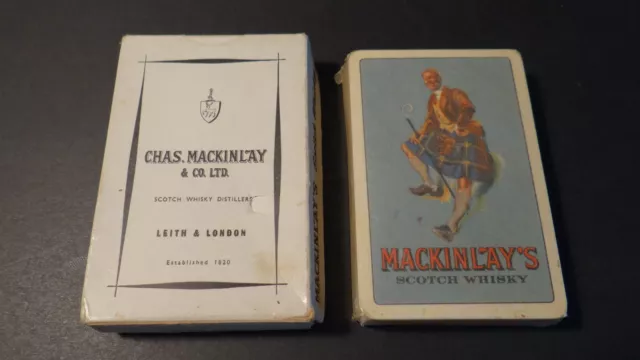 CHAS. MACKINLAY
& CO. LTD.
SCOTCH WHISKY DISTILLERS
LEITH & LONDON
Established 1820
MACKINLAY'S
MACKINLAY'S
SCOTCH WHISKY